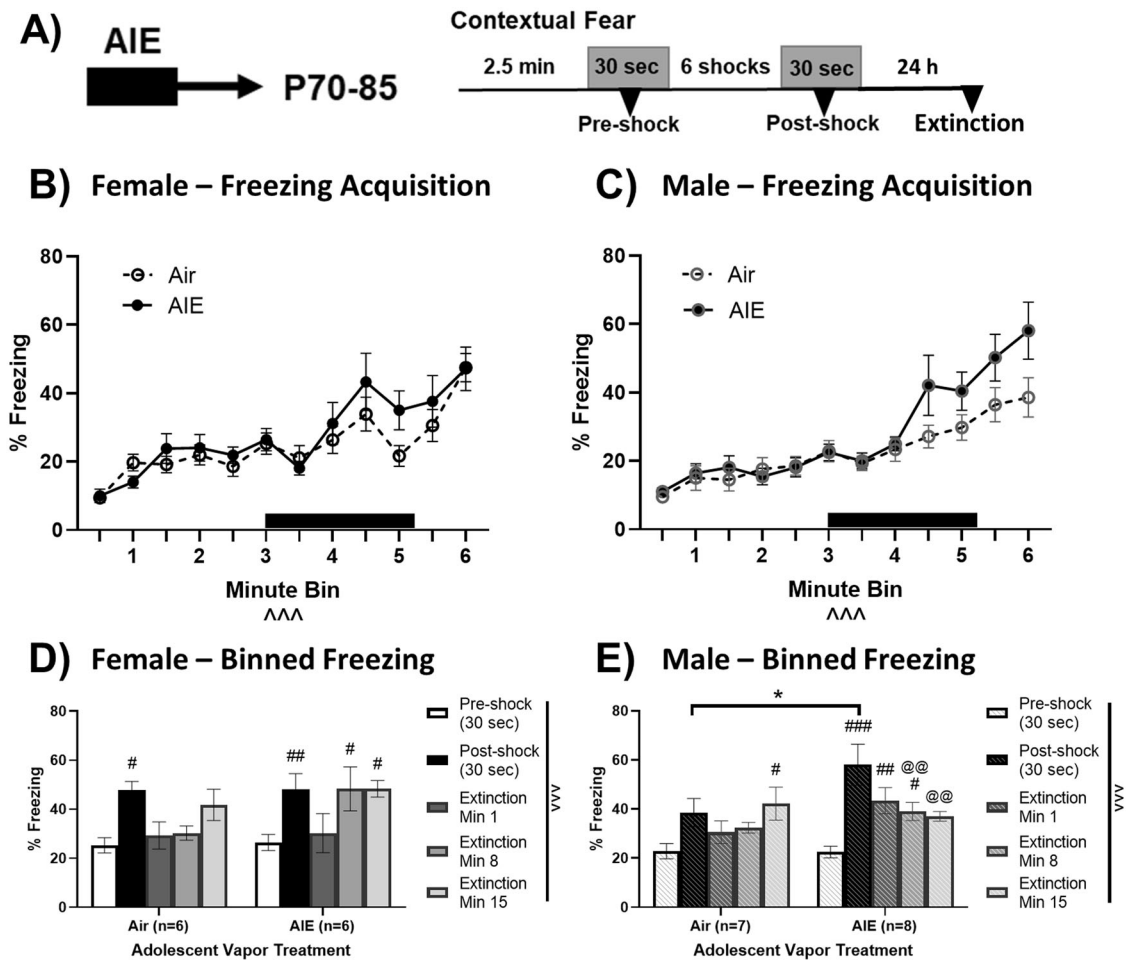 A)
AIE
P70-85
Contextual Fear
2.5 min
30 sec
6 shocks
30 sec
24 h
Pre-shock
Post-shock
Extinction
B) Female – Freezing Acquisition
% Freezing
80
60
40
20
0
Air
AIE
1 2 3 4 5 6
Minute Bin
^^^
C) Male – Freezing Acquisition
% Freezing
80
60
40
20
0
Air
AIE
1 2 3 4 5 6
Minute Bin
^^^
D) Female – Binned Freezing
% Freezing
80
60
40
20
0
#
##
#
#
Air (n=6)
AIE (n=6)
Adolescent Vapor Treatment
Pre-shock
(30 sec)
Post-shock
(30 sec)
Extinction
Min 1
Extinction
Min 8
Extinction
Min 15
^^^
E) Male – Binned Freezing
% Freezing
80
60
40
20
0
*
#
###
##
@@
#
@@
Air (n=7)
AIE (n=8)
Adolescent Vapor Treatment
Pre-shock
(30 sec)
Post-shock
(30 sec)
Extinction
Min 1
Extinction
Min 8
Extinction
Min 15
^^^